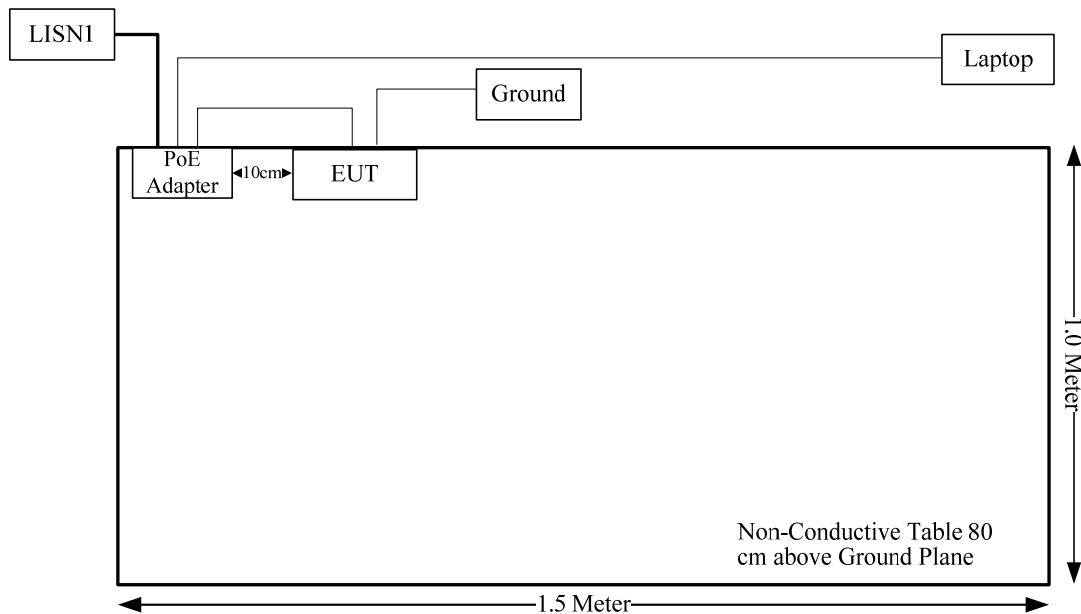 LISN1
Laptop
Ground
PoE
Adapter
10cm
EUT
1.0 Meter
Non-Conductive Table 80
cm above Ground Plane
1.5 Meter